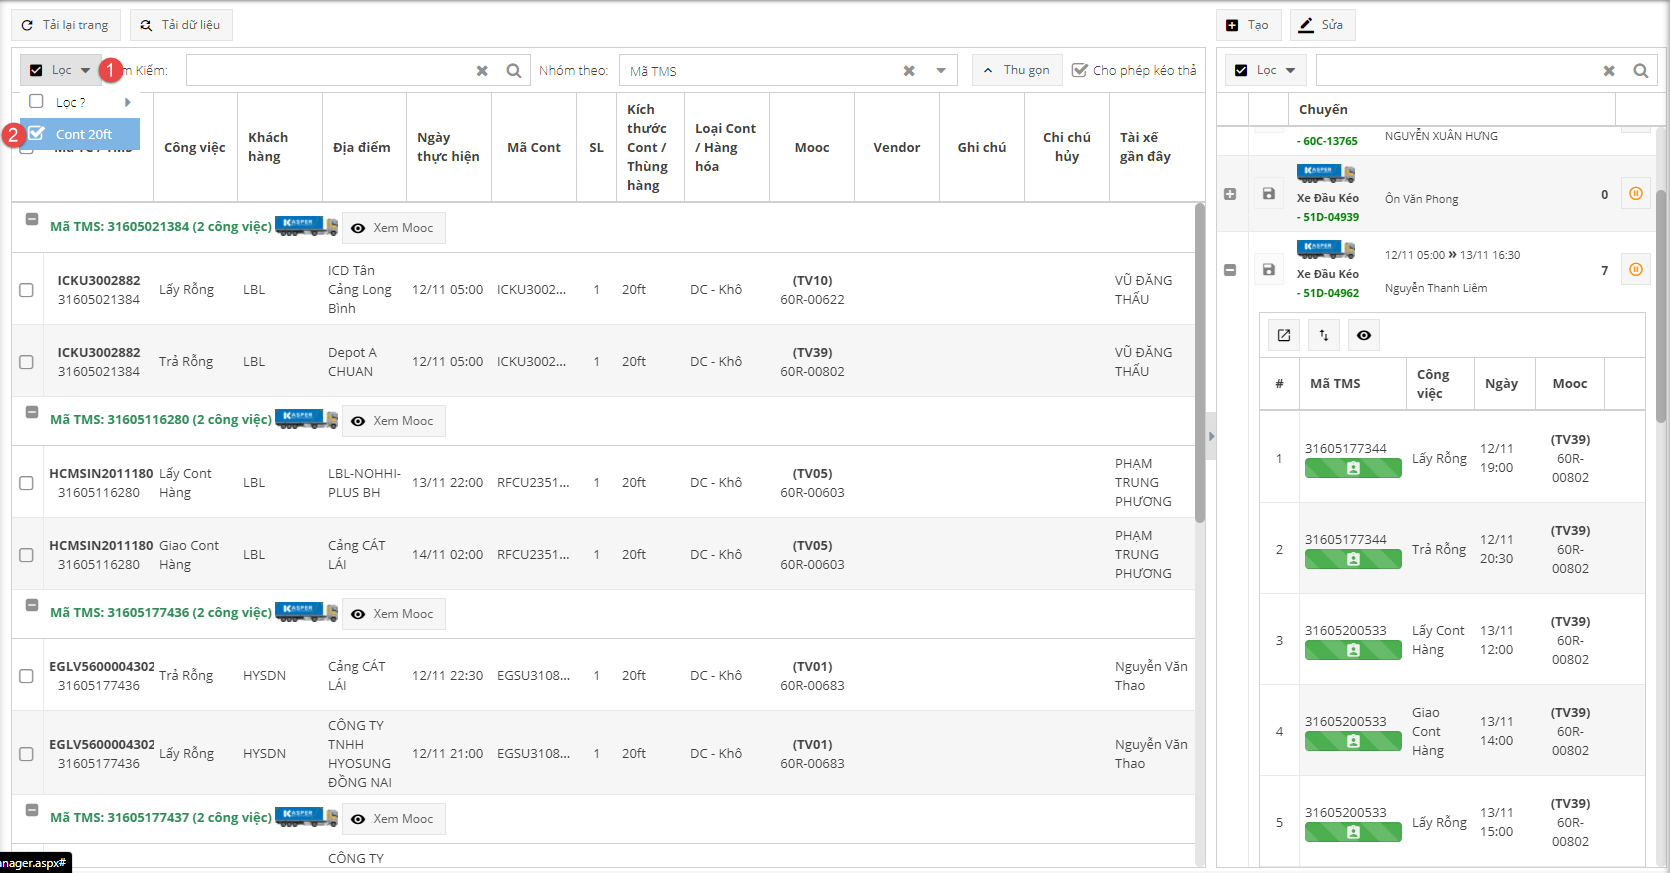 Tải lại trang
Tải dữ liệu
Tạo
Sửa
Lọc
1
m Kiếm:
Nhóm theo:
Mã TMS
Thu gọn
Cho phép kéo thả
Lọc
Lọc ?
2
Cont 20ft
Công việc
Khách hàng
Địa điểm
Ngày thực hiện
Mã Cont
SL
Kích thước Cont / Thùng hàng
Loại Cont / Hàng hóa
Mooc
Vendor
Ghi chú
Chi chú hủy
Tài xế gần đây
Mã TMS: 31605021384 (2 công việc)
KASPER
Xem Mooc
ICKU3002882
31605021384
Lấy Rỗng
LBL
ICD Tân Cảng Long Bình
12/11 05:00
ICKU3002...
1
20ft
DC - Khô
(TV10)
60R-00622
VŨ ĐĂNG THẤU
ICKU3002882
31605021384
Trả Rỗng
LBL
Depot A CHUAN
12/11 05:00
ICKU3002...
1
20ft
DC - Khô
(TV39)
60R-00802
VŨ ĐĂNG THẤU
Mã TMS: 31605116280 (2 công việc)
KASPER
Xem Mooc
HCMSIN2011180
31605116280
Lấy Cont Hàng
LBL
LBL-NOHHI-PLUS BH
13/11 22:00
RFCU2351...
1
20ft
DC - Khô
(TV05)
60R-00603
PHẠM TRUNG PHƯƠNG
HCMSIN2011180
31605116280
Giao Cont Hàng
LBL
Cảng CÁT LÁI
14/11 02:00
RFCU2351...
1
20ft
DC - Khô
(TV05)
60R-00603
PHẠM TRUNG PHƯƠNG
Mã TMS: 31605177436 (2 công việc)
KASPER
Xem Mooc
EGLV5600004302
31605177436
Trả Rỗng
HYSDN
Cảng CÁT LÁI
12/11 22:30
EGSU3108...
1
20ft
DC - Khô
(TV01)
60R-00683
Nguyễn Văn Thao
EGLV5600004302
31605177436
Lấy Rỗng
HYSDN
CÔNG TY TNHH HYOSUNG ĐỒNG NAI
12/11 21:00
EGSU3108...
1
20ft
DC - Khô
(TV01)
60R-00683
Nguyễn Văn Thao
Mã TMS: 31605177437 (2 công việc)
KASPER
Xem Mooc
CÔNG TY
anager.aspx#
Chuyến
- 60C-13765
NGUYỄN XUÂN HƯNG
KASPER
Xe Đầu Kéo
- 51D-04939
Ôn Văn Phong
0
KASPER
Xe Đầu Kéo
- 51D-04962
12/11 05:00 » 13/11 16:30
Nguyễn Thanh Liêm
7
#
Mã TMS
Công việc
Ngày
Mooc
1
31605177344
Lấy Rỗng
12/11 19:00
(TV39) 60R-00802
2
31605177344
Trả Rỗng
12/11 20:30
(TV39) 60R-00802
3
31605200533
Lấy Cont Hàng
13/11 12:00
(TV39) 60R-00802
4
31605200533
Giao Cont Hàng
13/11 14:00
(TV39) 60R-00802
5
31605200533
Lấy Rỗng
13/11 15:00
(TV39) 60R-00802